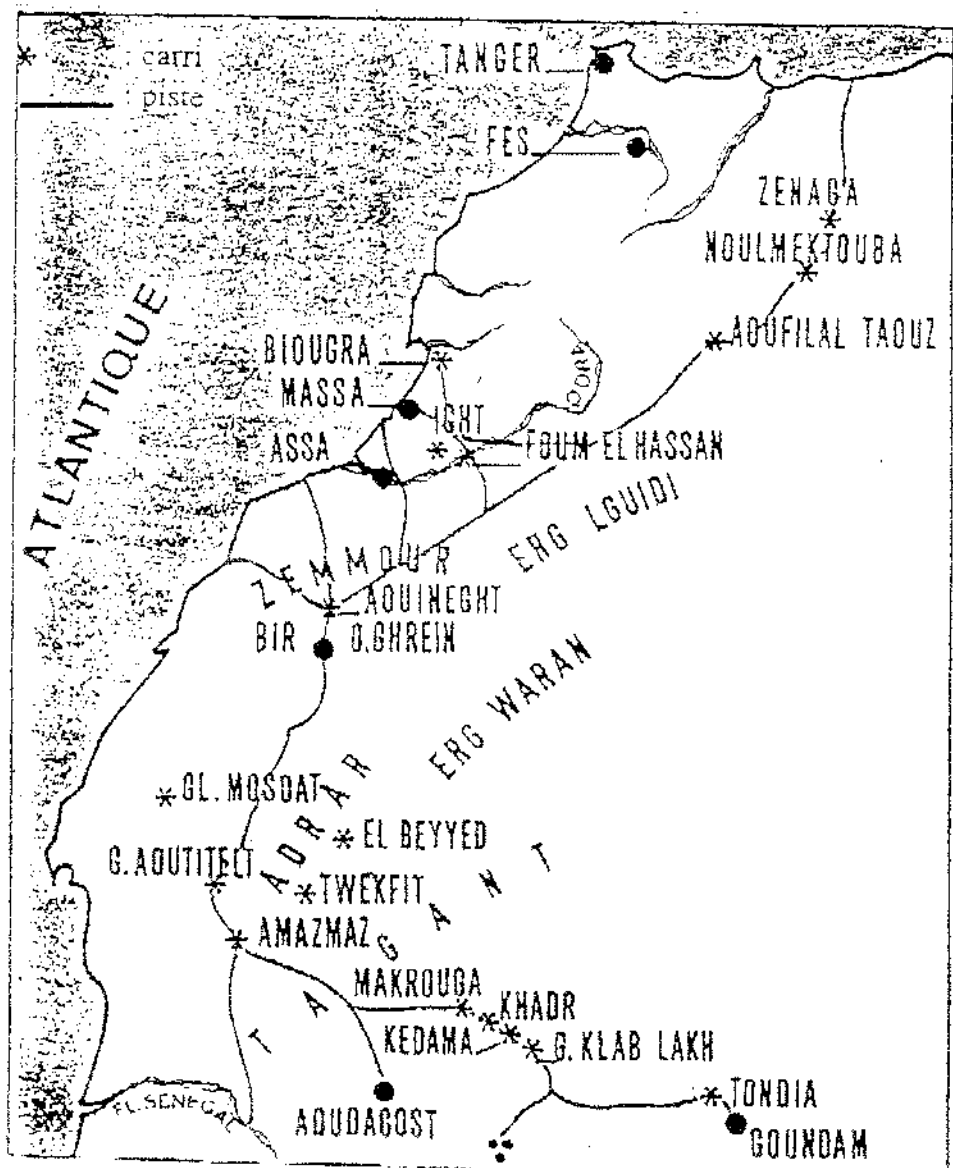 carri
piste
TANGER
FES
ZENAGA
NOULMEKTOUBA
AOUFILAL TAOUZ
ATLANTIQUE
BIOUGRA
MASSA
IGHT
O DRA
ASSA
FOUM EL HASSAN
ERG LGUIDI
ZEMMOUR
AOUINEGHT
BIR O.GHREIN
ERG WARAN
GL. MOSDAT
ADRAR
EL BEYYED
G. AOUTITELT
TWEKFIT
AMAZMAZ
TAGANT
MAKROUGA
KHADR
KEDAMA
G. KLAB LAKH
EL SENEGAL
AOUDAGOST
TONDIA
GOUNDAM